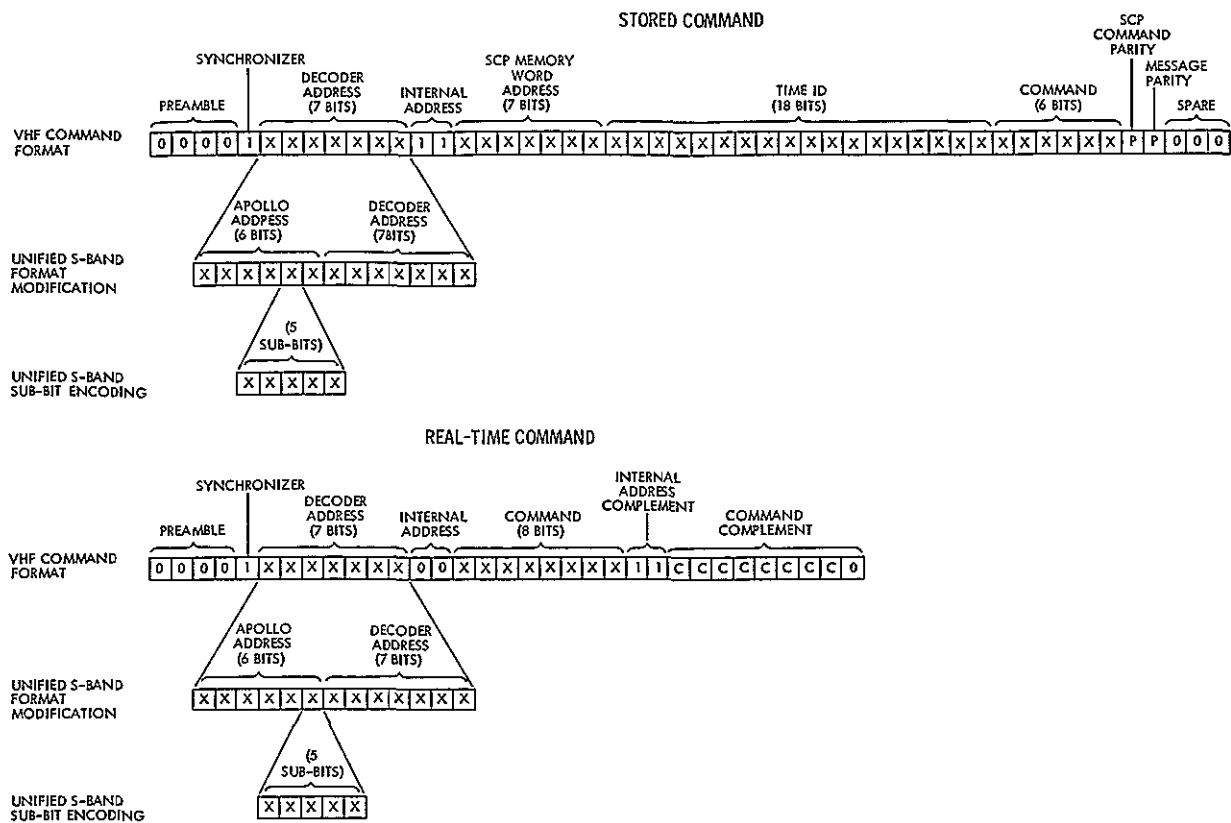 STORED COMMAND
SYNCHRONIZER
DECODER
ADDRESS
(7 BITS)
INTERNAL
ADDRESS
SCP MEMORY
WORD
ADDRESS
(7 BITS)
TIME ID
(18 BITS)
COMMAND
(6 BITS)
SCP
COMMAND
PARITY
MESSAGE
PARITY
SPARE
PREAMBLE
VHF COMMAND
FORMAT
0 0 0 0 1 X X X X X X X 1 1 X X X X X X X X X X X X X X X X X X X X X X X X X X X X X X X P P 0 0 0
APOLLO
ADDPESS
(6 BITS)
DECODER
ADDRESS
(7BITS)
UNIFIED S-BAND
FORMAT
MODIFICATION
X X X X X X X X X X X X X
(5
SUB-BITS)
UNIFIED S-BAND
SUB-BIT ENCODING
X X X X X
REAL-TIME COMMAND
SYNCHRONIZER
PREAMBLE
DECODER
ADDRESS
(7 BITS)
INTERNAL
ADDRESS
COMMAND
(8 BITS)
INTERNAL
ADDRESS
COMPLEMENT
COMMAND
COMPLEMENT
VHF COMMAND
FORMAT
0 0 0 0 1 X X X X X X X 0 0 X X X X X X X X 1 1 C C C C C C C C 0
APOLLO
ADDRESS
(6 BITS)
DECODER
ADDRESS
(7 BITS)
UNIFIED S-BAND
FORMAT
MODIFICATION
X X X X X X X X X X X X X
(5
SUB-BITS)
UNIFIED S-BAND
SUB-BIT ENCODING
X X X X X